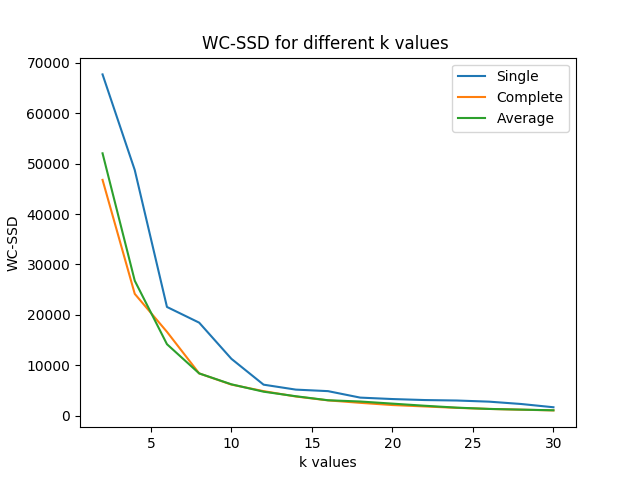 WC-SSD for different k values
Single
Complete
Average
WC-SSD
70000
60000
50000
40000
30000
20000
10000
0
5
10
15
20
25
30
k values